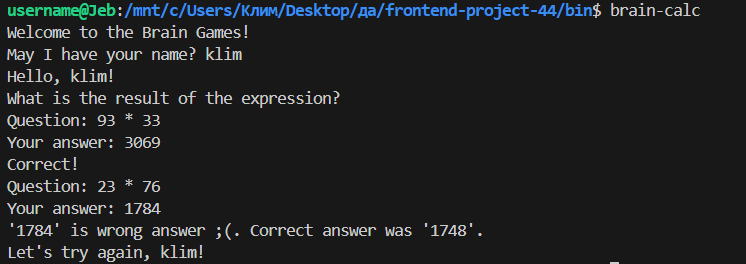 username@Jeb:/mnt/c/Users/Клим/Desktop/да/frontend-project-44/bin$ brain-calc
Welcome to the Brain Games!
May I have your name? klim
Hello, klim!
What is the result of the expression?
Question: 93 * 33
Your answer: 3069
Correct!
Question: 23 * 76
Your answer: 1784
'1784' is wrong answer ;(. Correct answer was '1748'.
Let's try again, klim!